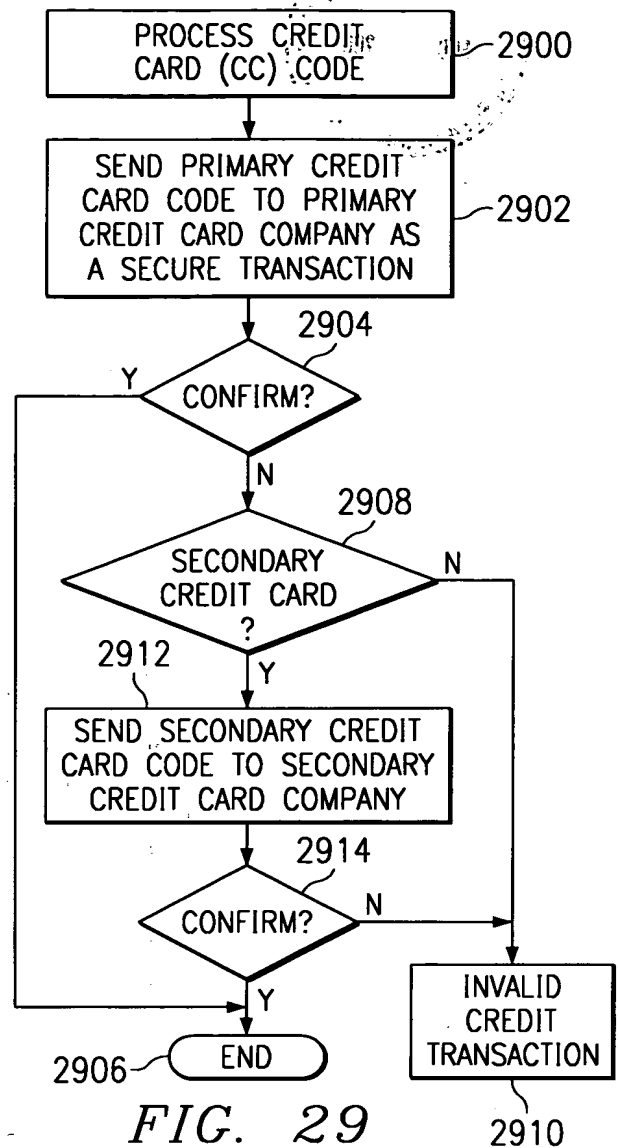 PROCESS CREDIT
CARD (CC) CODE
2900
SEND PRIMARY CREDIT
CARD CODE TO PRIMARY
CREDIT CARD COMPANY AS
A SECURE TRANSACTION
2902
2904
Y
CONFIRM?
N
2908
SECONDARY
CREDIT CARD
?
N
2912
Y
SEND SECONDARY CREDIT
CARD CODE TO SECONDARY
CREDIT CARD COMPANY
2914
CONFIRM?
N
Y
INVALID
CREDIT
TRANSACTION
2906
END
FIG. 29
2910